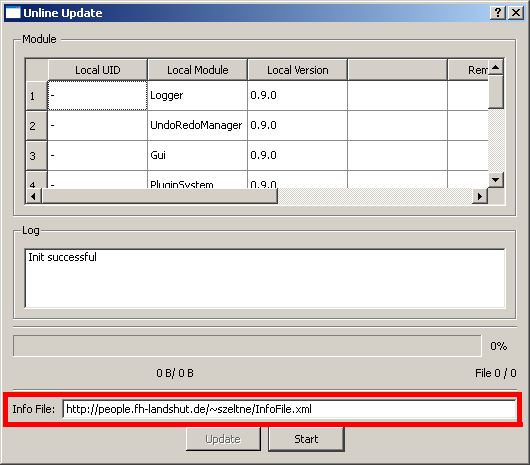 Unline Update
Module
Local UID Local Module Local Version Rem
1 - Logger 0.9.0
2 - UndoRedoManager 0.9.0
3 - Gui 0.9.0
4 - PluginSystem 0.9.0
Log
Init successful
0%
0 B/ 0 B File 0 / 0
Info File: http://people.fh-landshut.de/~szeltne/InfoFile.xml
Update Start